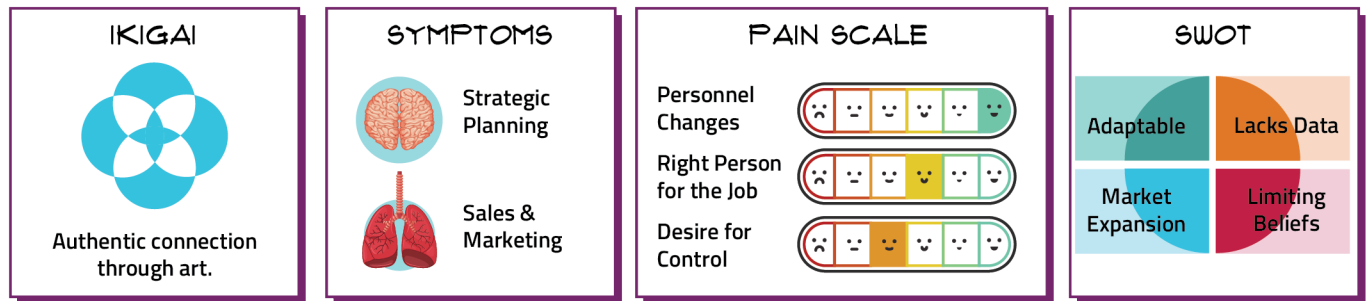 IKIGAI
Authentic connection
through art.
SYMPTOMS
Strategic
Planning
Sales &
Marketing
PAIN SCALE
Personnel
Changes
Right Person
for the Job
Desire for
Control
SWOT
Adaptable
Lacks Data
Market
Expansion
Limiting
Beliefs